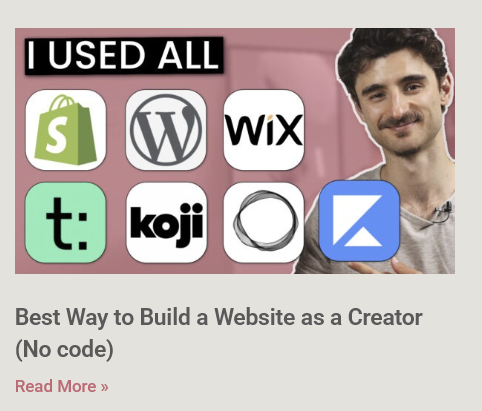 I USED ALL
S
W
WiX
t:
koji
K
Best Way to Build a Website as a Creator
(No code)
Read More »